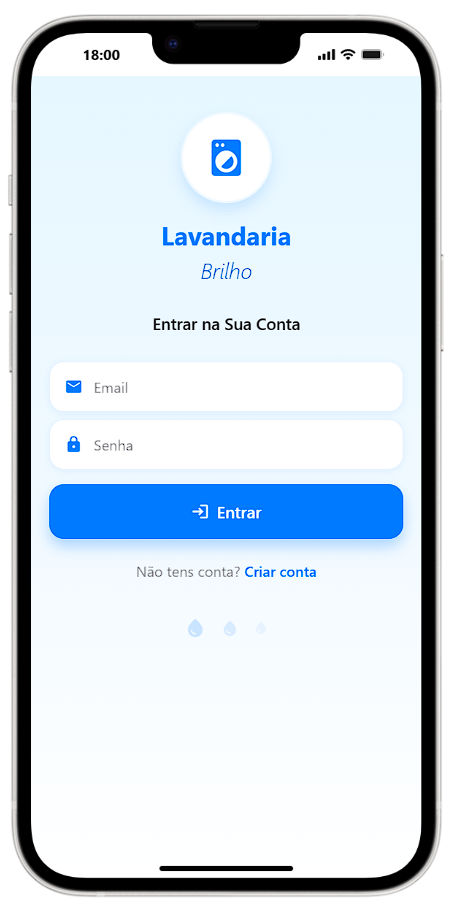 18:00
Lavandaria
Brilho
Entrar na Sua Conta
Email
Senha
Entrar
Não tens conta? Criar conta